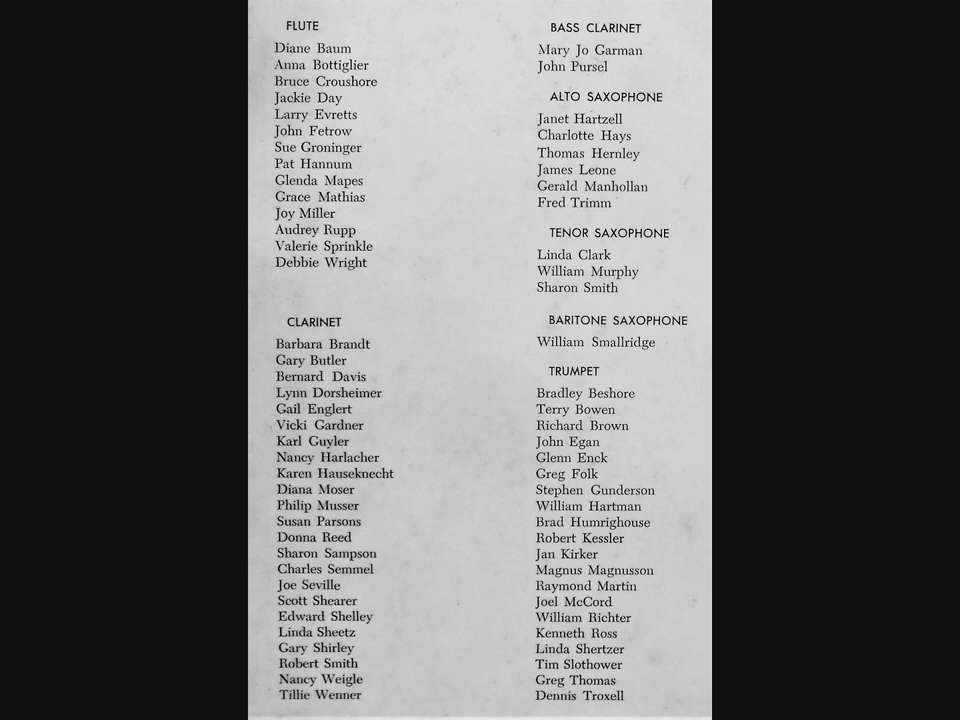 FLUTE
Diane Baum
Anna Bottiglier
Bruce Croushore
Jackie Day
Larry Evretts
John Fetrow
Sue Groninger
Pat Hannum
Glenda Mapes
Grace Mathias
Joy Miller
Audrey Rupp
Valerie Sprinkle
Debbie Wright
CLARINET
Barbara Brandt
Gary Butler
Bernard Davis
Lynn Dorsheimer
Gail Englert
Vicki Gardner
Karl Guyler
Nancy Harlacher
Karen Hauseknecht
Diana Moser
Philip Musser
Susan Parsons
Donna Reed
Sharon Sampson
Charles Semmel
Joe Seville
Scott Shearer
Edward Shelley
Linda Sheetz
Gary Shirley
Robert Smith
Nancy Weigle
Tillie Wenner
BASS CLARINET
Mary Jo Garman
John Pursel
ALTO SAXOPHONE
Janet Hartzell
Charlotte Hays
Thomas Hernley
James Leone
Gerald Manhollan
Fred Trimm
TENOR SAXOPHONE
Linda Clark
William Murphy
Sharon Smith
BARITONE SAXOPHONE
William Smallridge
TRUMPET
Bradley Beshore
Terry Bowen
Richard Brown
John Egan
Glenn Enck
Greg Folk
Stephen Gunderson
William Hartman
Brad Humrighouse
Robert Kessler
Jan Kirker
Magnus Magnusson
Raymond Martin
Joel McCord
William Richter
Kenneth Ross
Linda Shertzer
Tim Slothower
Greg Thomas
Dennis Troxell